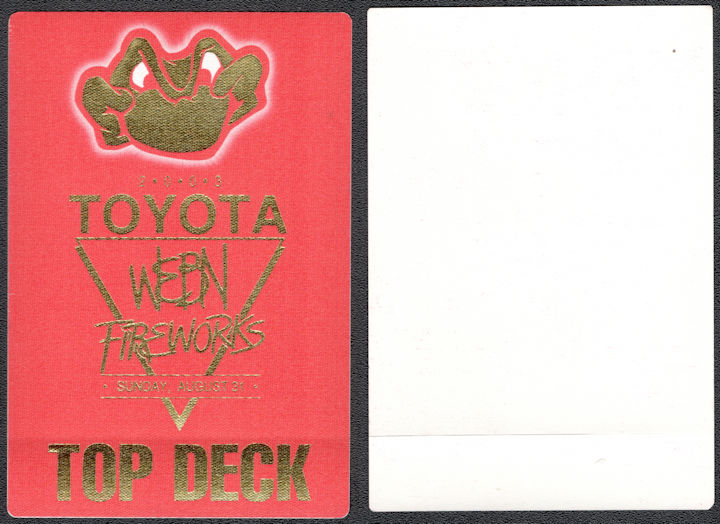 2•0•0•3
TOYOTA
WEBN
FIREWORKS
• SUNDAY, AUGUST 31 •
TOP DECK